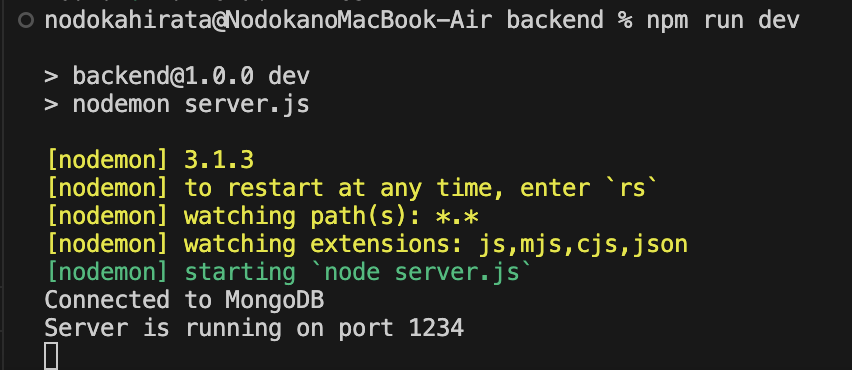 nodokahirata@NodokanoMacBook-Air backend % npm run dev
> backend@1.0.0 dev
> nodemon server.js
[nodemon] 3.1.3
[nodemon] to restart at any time, enter `rs`
[nodemon] watching path(s): *.*
[nodemon] watching extensions: js,mjs,cjs,json
[nodemon] starting `node server.js`
Connected to MongoDB
Server is running on port 1234